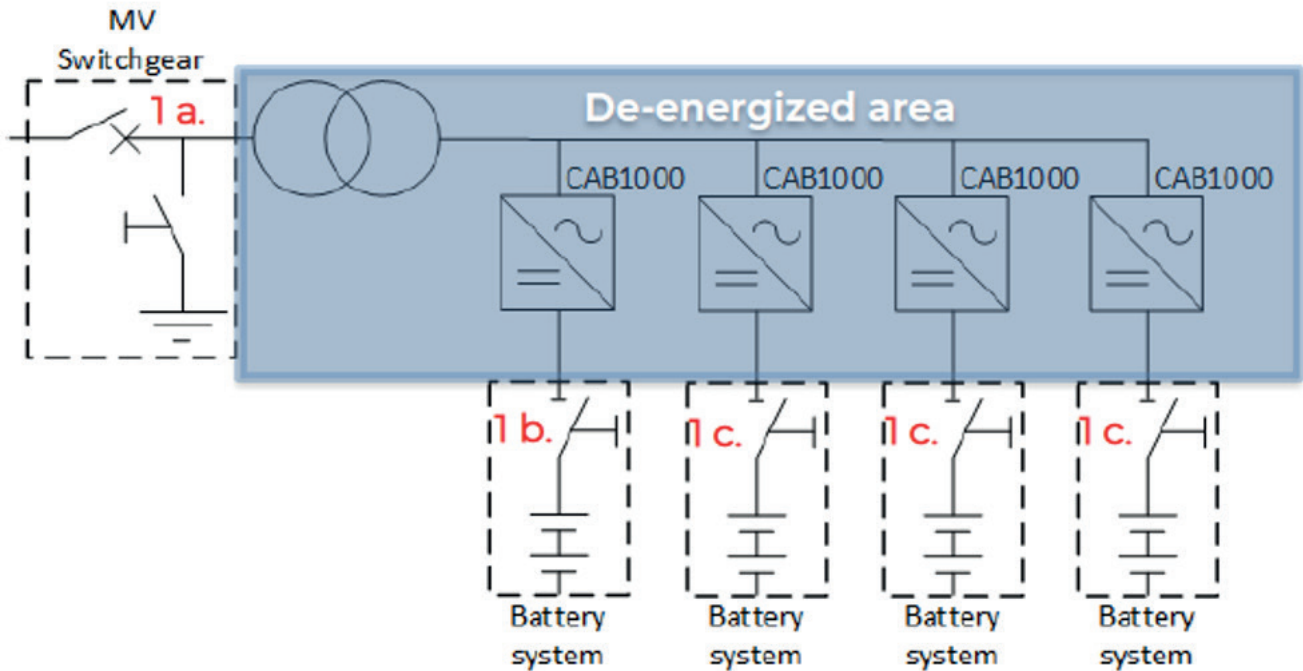 MV
Switchgear
1 a.
De-energized area
CAB1000
CAB1000
CAB1000
CAB1000
1 b.
1 c.
1 c.
1 c.
Battery
system
Battery
system
Battery
system
Battery
system